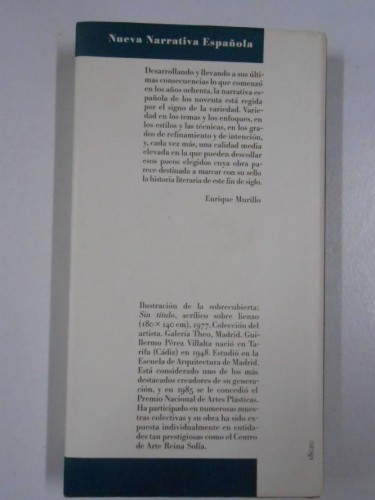 Nueva Narrativa Española
Desarrollando y llevando a sus últi-
mas consecuencias lo que comenzó
en los años ochenta, la narrativa es-
pañola de los noventa está regida
por el signo de la variedad. Varie-
dad en los temas y los enfoques, en
los estilos y las técnicas, en los gra-
dos de refinamiento y de intención,
y, cada vez más, una calidad media
elevada en la que pueden descollar
esos pocos elegidos cuya obra pa-
rece destinada a marcar con su sello
la historia literaria de este fin de siglo.
Enrique Murillo
Ilustración de la sobrecubierta:
Sin título, acrílico sobre lienzo
(180 × 140 cm), 1977. Colección del
artista. Galería Theo, Madrid. Gui-
llermo Pérez Villalta nació en Ta-
rifa (Cádiz) en 1948. Estudió en la
Escuela de Arquitectura de Madrid.
Está considerado uno de los más
destacados creadores de su genera-
ción, y en 1985 se le concedió el
Premio Nacional de Artes Plásticas.
Ha participado en numerosas mues-
tras colectivas y su obra ha sido ex-
puesta individualmente en entida-
des tan prestigiosas como el Centro
de Arte Reina Sofía.